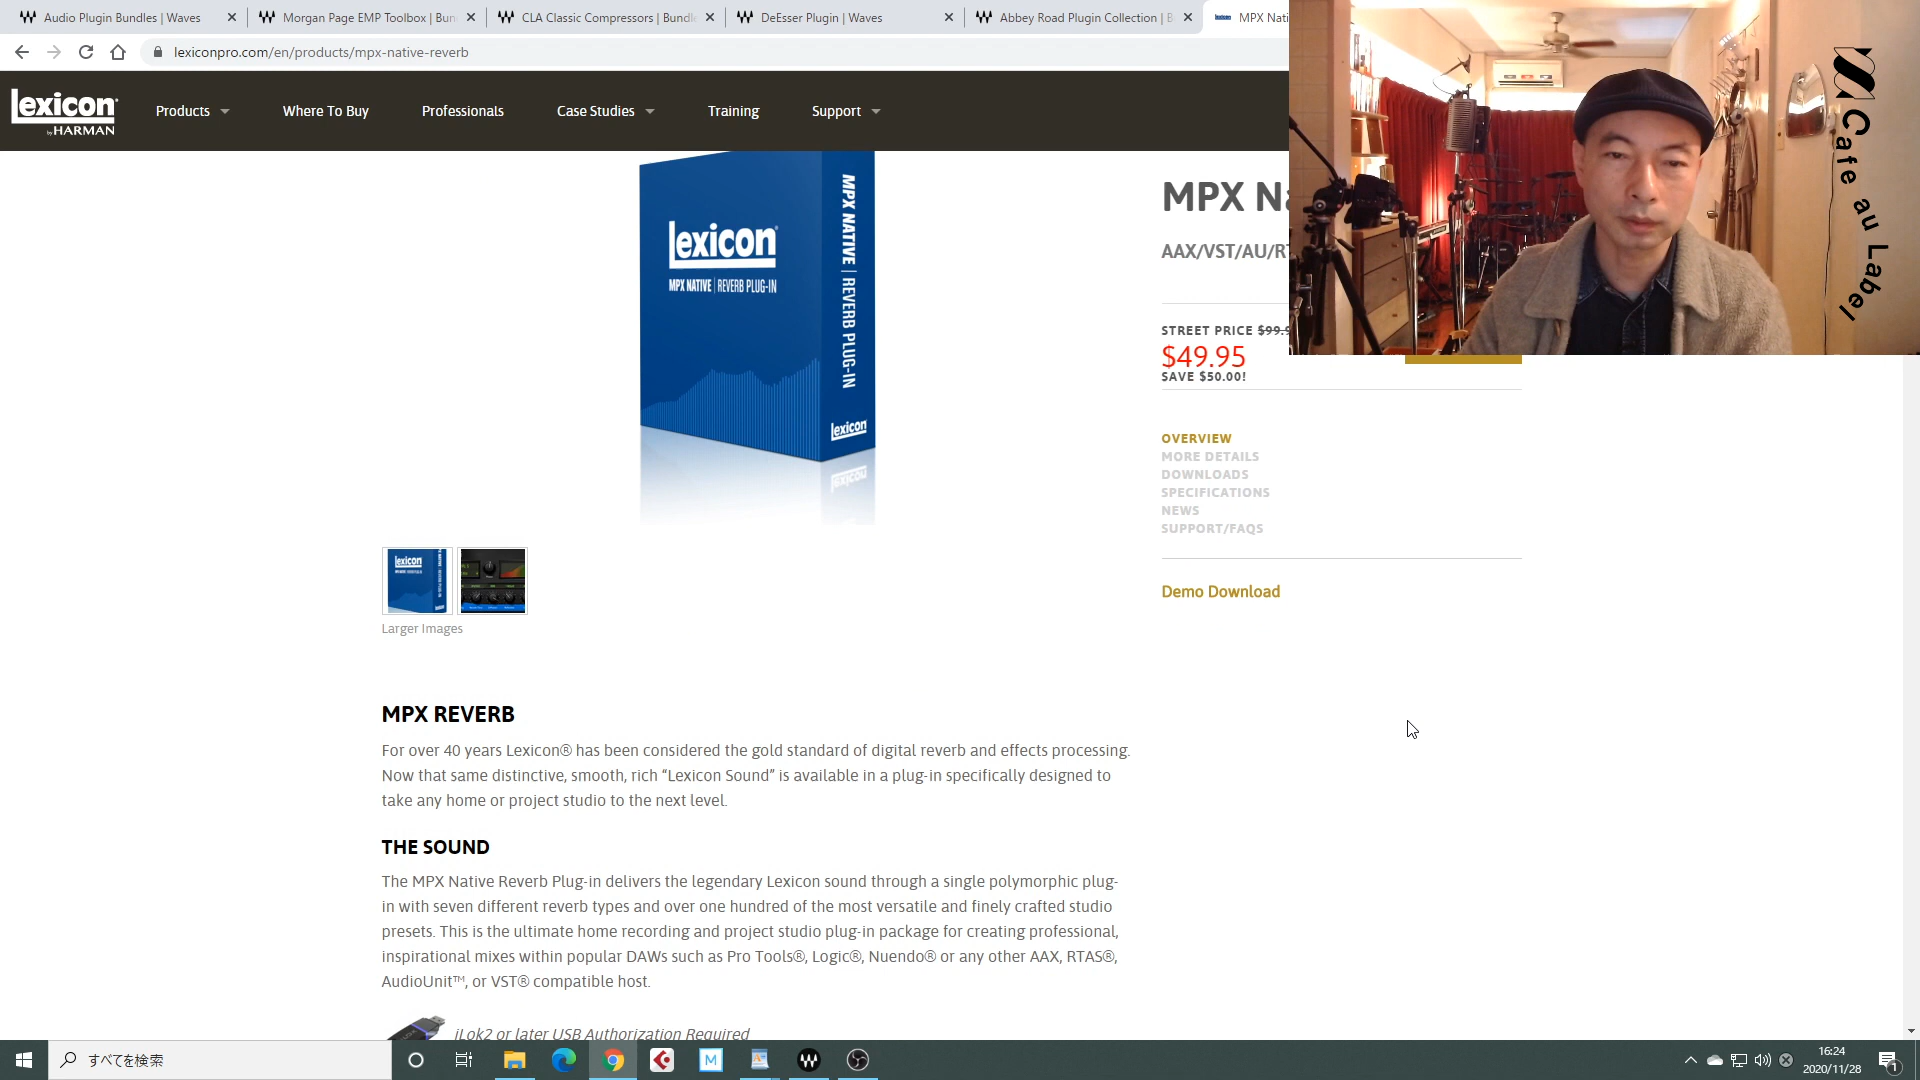 Audio Plugin Bundles | Waves
Morgan Page EMP Toolbox | Bun
CLA Classic Compressors | Bundle
DeEsser Plugin | Waves
Abbey Road Plugin Collection | B
MPX Nati
lexiconpro.com/en/products/mpx-native-reverb
lexicon
by HARMAN
Products
Where To Buy
Professionals
Case Studies
Training
Support
Cafe au Label
lexicon
MPX NATIVE | REVERB PLUG-IN
MPX NATIVE | REVERB PLUG-IN
lexicon
MPX Na
AAX/VST/AU/RT
STREET PRICE $99.9
$49.95
SAVE $50.00!
OVERVIEW
MORE DETAILS
DOWNLOADS
SPECIFICATIONS
NEWS
SUPPORT/FAQS
Demo Download
lexicon
Larger Images
MPX REVERB
For over 40 years Lexicon® has been considered the gold standard of digital reverb and effects processing.
Now that same distinctive, smooth, rich “Lexicon Sound” is available in a plug-in specifically designed to
take any home or project studio to the next level.
THE SOUND
The MPX Native Reverb Plug-in delivers the legendary Lexicon sound through a single polymorphic plug-
in with seven different reverb types and over one hundred of the most versatile and finely crafted studio
presets. This is the ultimate home recording and project studio plug-in package for creating professional,
inspirational mixes within popular DAWs such as Pro Tools®, Logic®, Nuendo® or any other AAX, RTAS®,
AudioUnit™, or VST® compatible host.
iLok2 or later USB Authorization Required
すべてを検索
16:24
2020/11/28
1